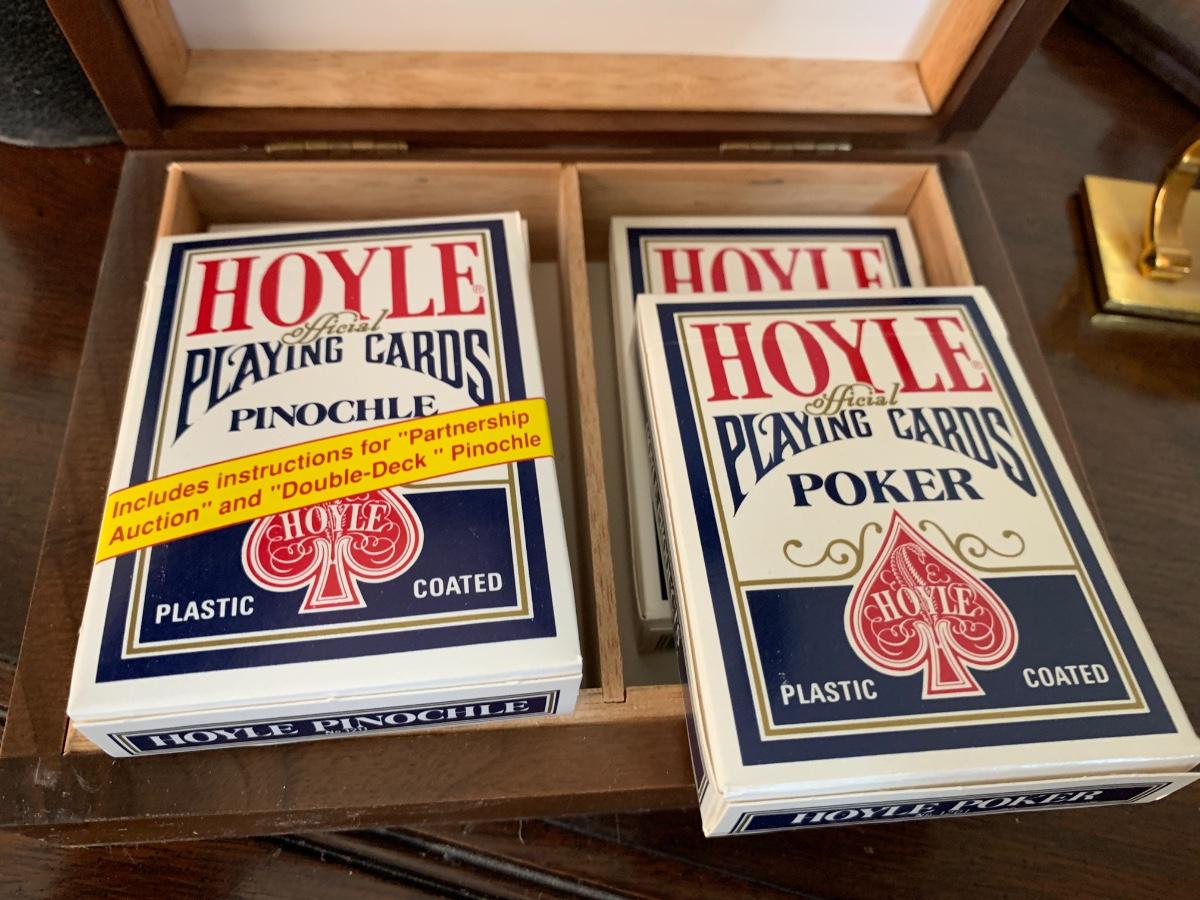 HOYLE®
official
PLAYING CARDS
PINOCHLE
Includes instructions for "Partnership
Auction" and "Double-Deck " Pinochle
HOYLE
PLASTIC COATED
HOYLE PINOCHLE
HOYLE
HOYLE®
official
PLAYING CARDS
POKER
HOYLE
PLASTIC COATED
HOYLE POKER